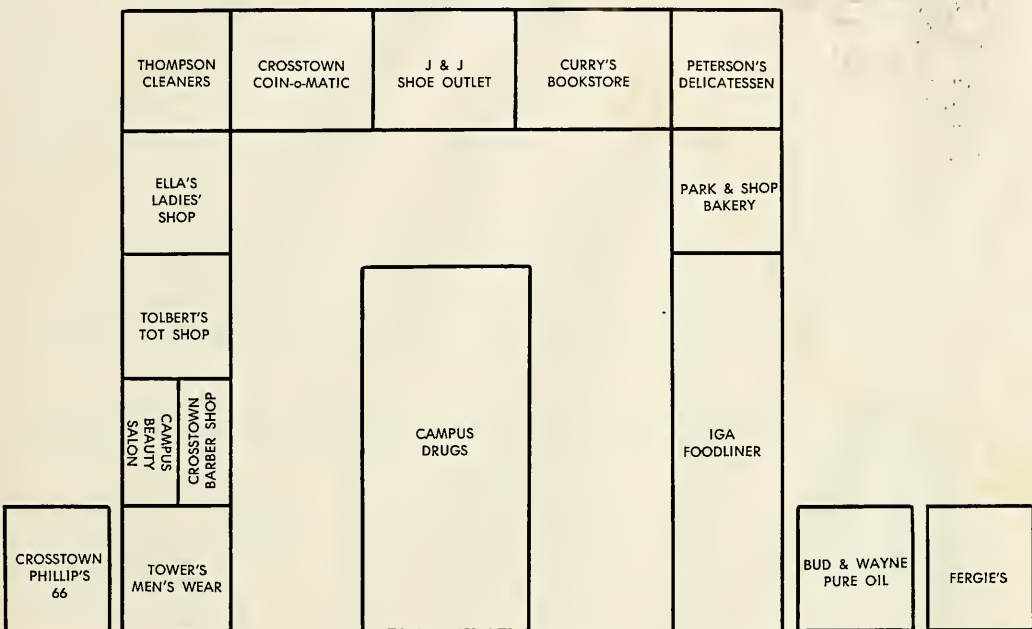 THOMPSON
CLEANERS
CROSSTOWN
COIN-o-MATIC
J & J
SHOE OUTLET
CURRY'S
BOOKSTORE
PETERSON'S
DELICATESSEN
ELLA'S
LADIES'
SHOP
PARK & SHOP
BAKERY
TOLBERT'S
TOT SHOP
CAMPUS
BEAUTY
SALON
CROSSTOWN
BARBER SHOP
CAMPUS
DRUGS
IGA
FOODLINER
CROSSTOWN
PHILLIP'S
66
TOWER'S
MEN'S WEAR
BUD & WAYNE
PURE OIL
FERGIE'S